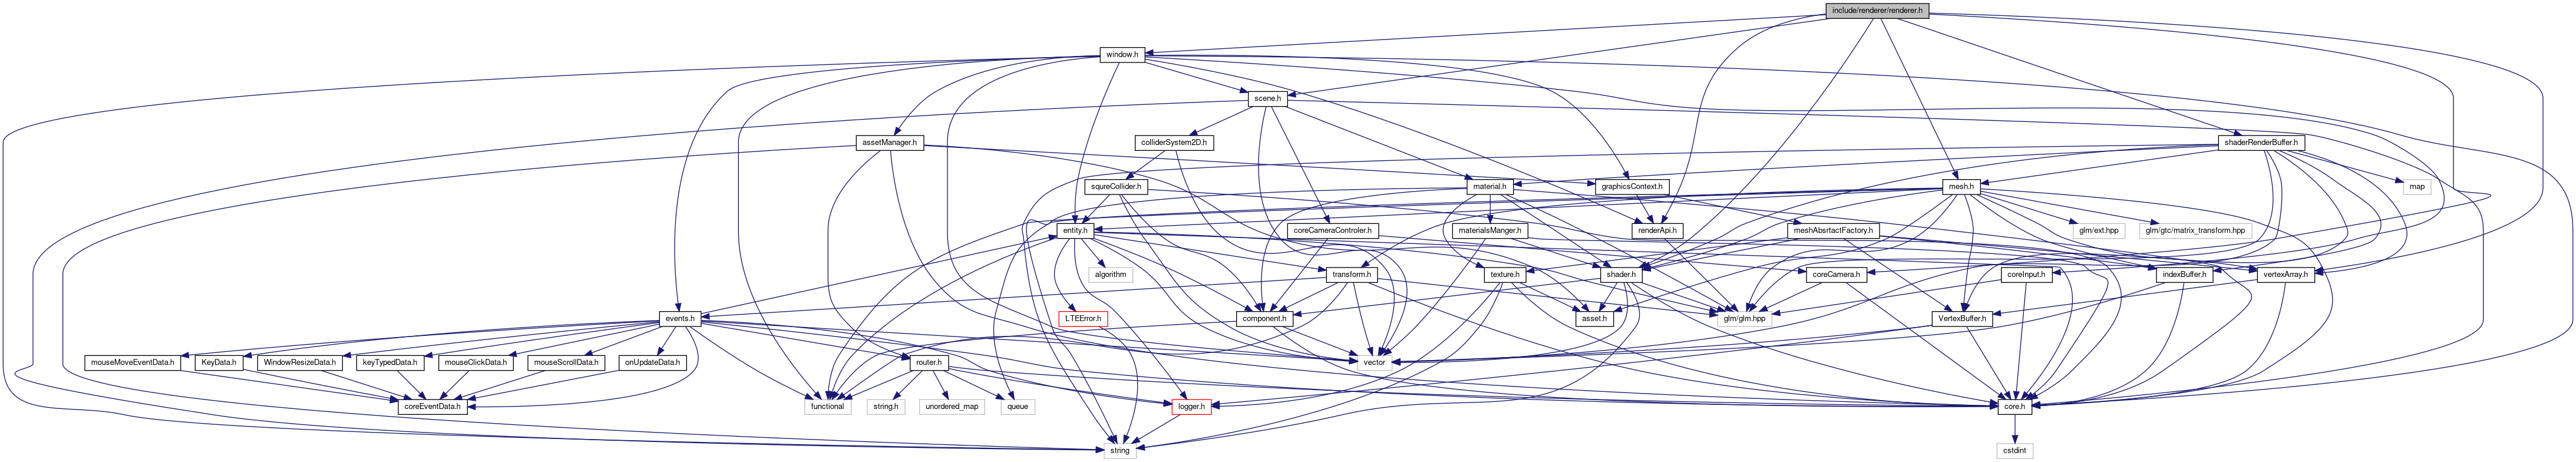 include/renderer/renderer.h
window.h
scene.h
assetManager.h
colliderSystem2D.h
shaderRenderBuffer.h
squreCollider.h
material.h
graphicsContext.h
mesh.h
map
entity.h
coreCameraControler.h
materialsManger.h
renderApi.h
meshAbsrtactFactory.h
glm/ext.hpp
glm/gtc/matrix_transform.hpp
algorithm
transform.h
texture.h
shader.h
coreCamera.h
coreInput.h
indexBuffer.h
vertexArray.h
events.h
LTEError.h
component.h
asset.h
glm/glm.hpp
VertexBuffer.h
mouseMoveEventData.h
KeyData.h
WindowResizeData.h
keyTypedData.h
mouseClickData.h
mouseScrollData.h
onUpdateData.h
router.h
vector
coreEventData.h
functional
string.h
unordered_map
queue
logger.h
core.h
string
cstdint